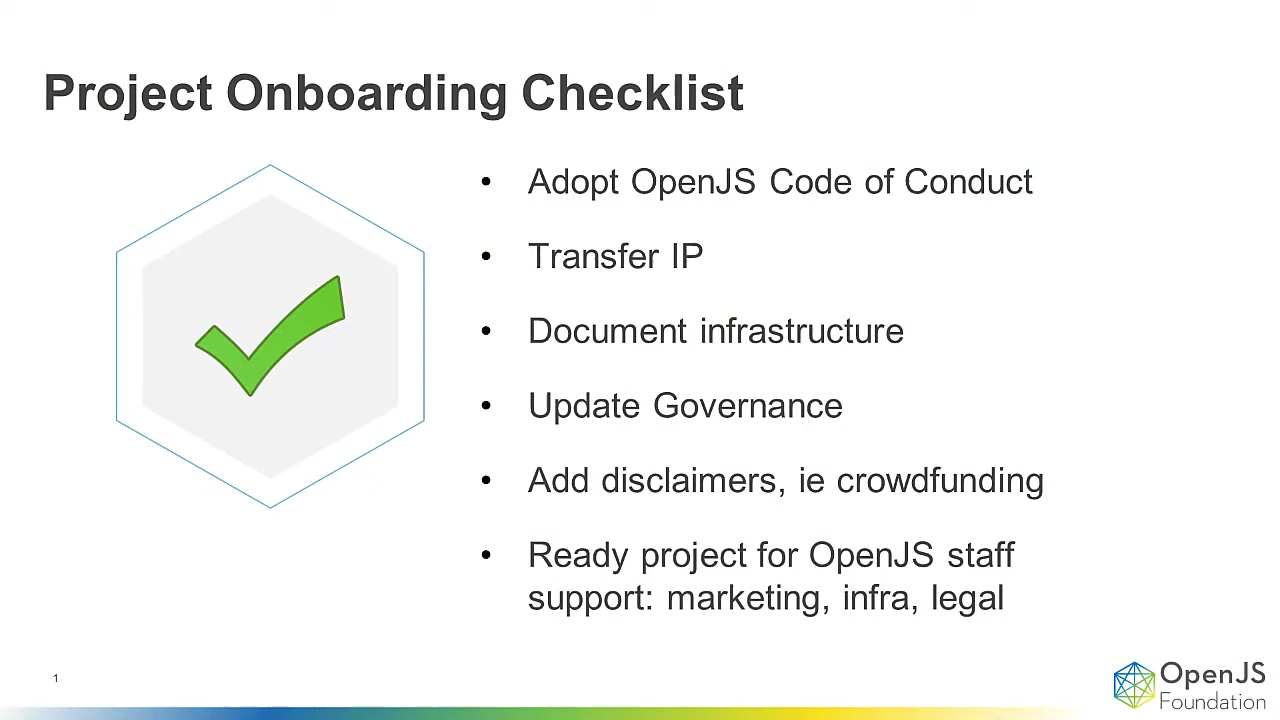 Project Onboarding Checklist
• Adopt OpenJS Code of Conduct
• Transfer IP
• Document infrastructure
• Update Governance
• Add disclaimers, ie crowdfunding
• Ready project for OpenJS staff
support: marketing, infra, legal
1
OpenJS
Foundation